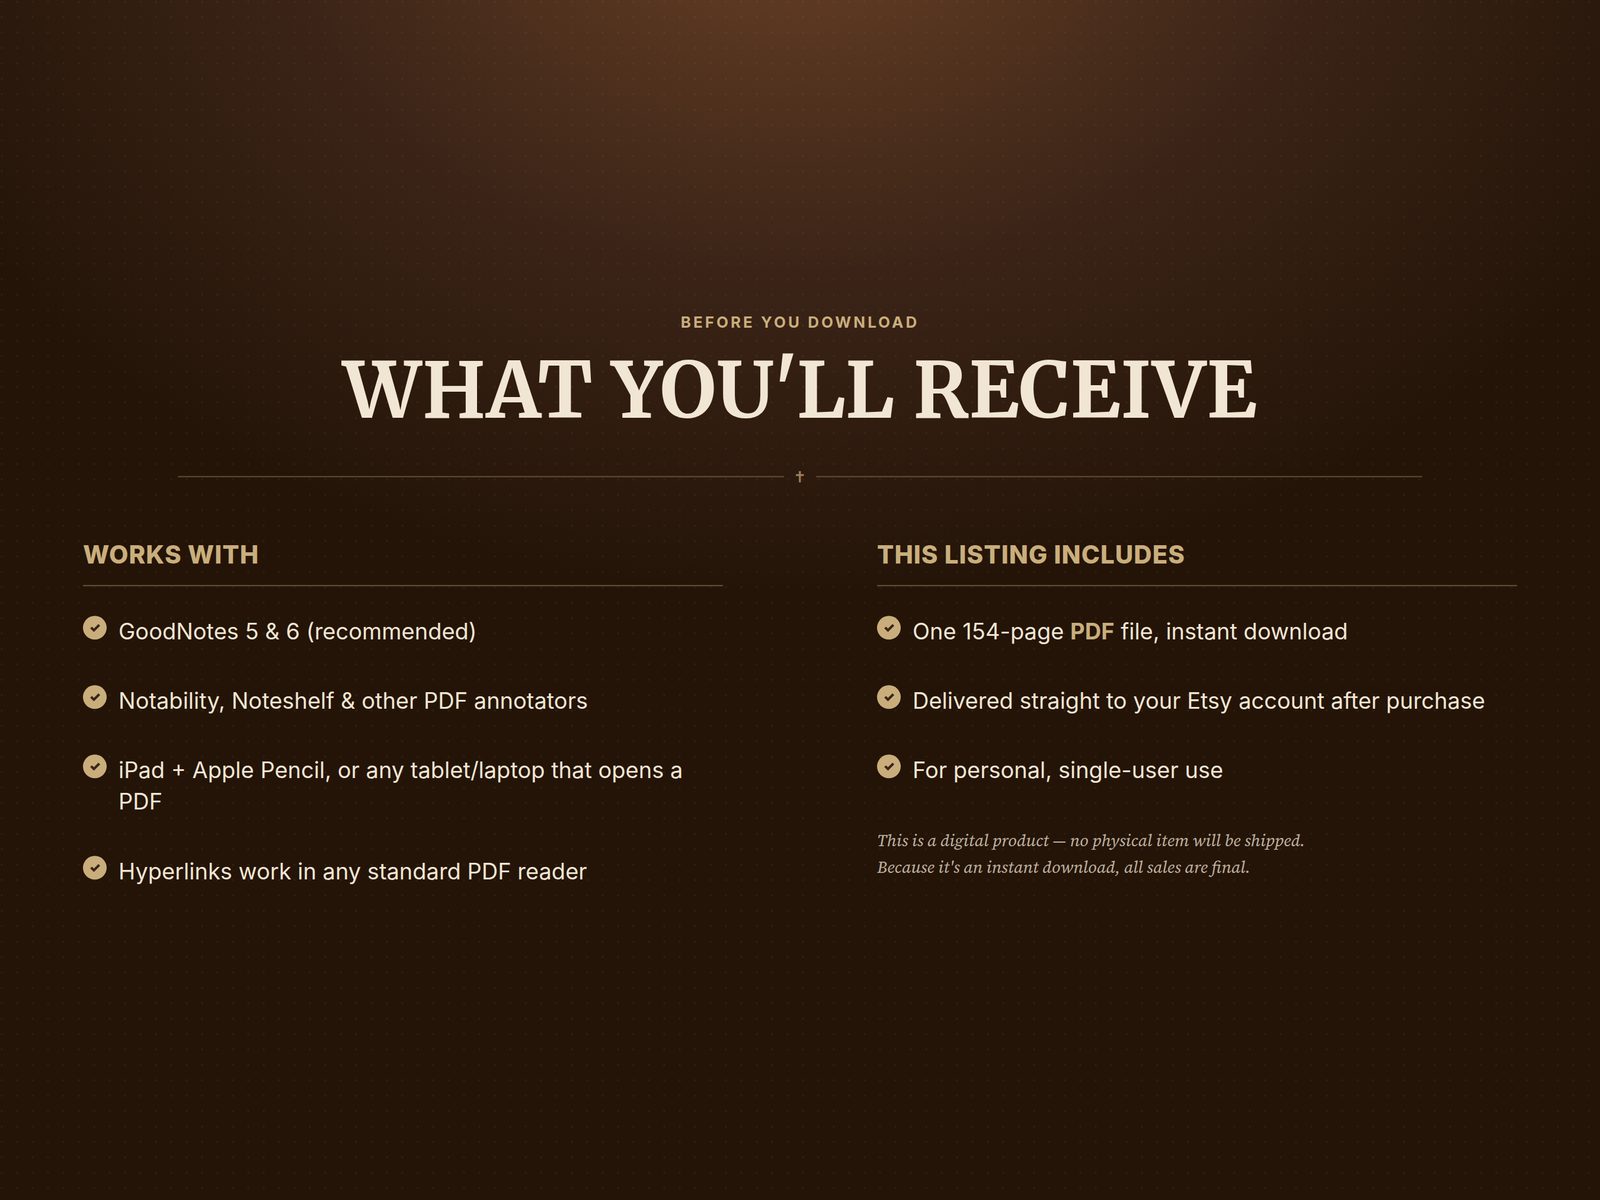 BEFORE YOU DOWNLOAD
WHAT YOU'LL RECEIVE
✝
WORKS WITH
GoodNotes 5 & 6 (recommended)
Notability, Noteshelf & other PDF annotators
iPad + Apple Pencil, or any tablet/laptop that opens a
PDF
Hyperlinks work in any standard PDF reader
THIS LISTING INCLUDES
One 154-page PDF file, instant download
Delivered straight to your Etsy account after purchase
For personal, single-user use
This is a digital product — no physical item will be shipped.
Because it's an instant download, all sales are final.